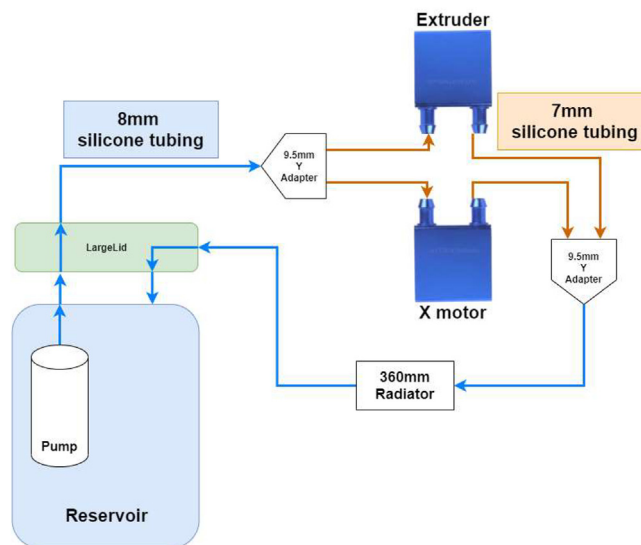 Extruder
8mm
silicone tubing
7mm
silicone tubing
9.5mm
Y
Adapter
LargeLid
9.5mm
Y
Adapter
X motor
360mm
Radiator
Pump
Reservoir